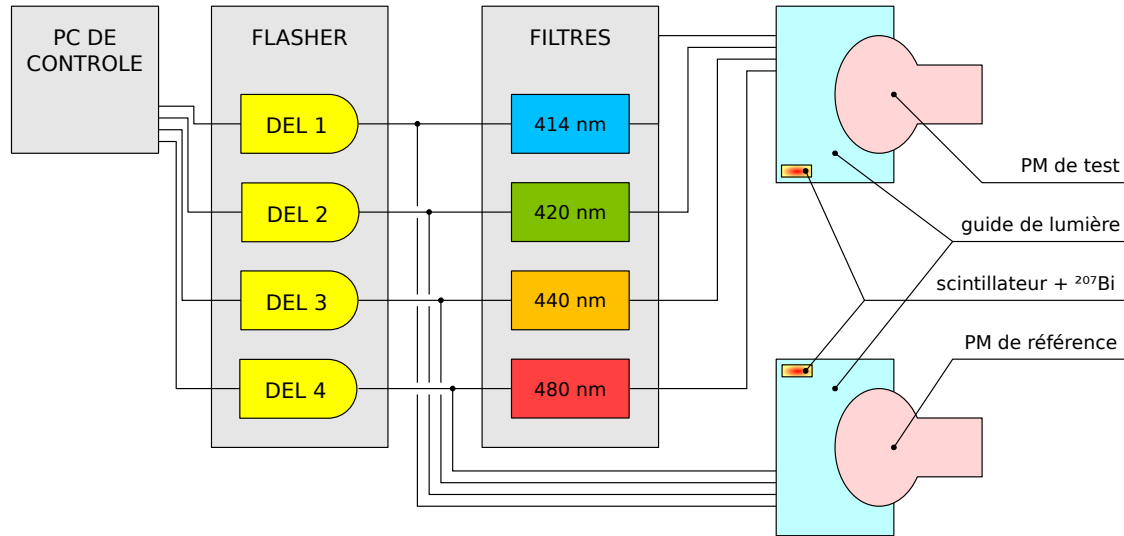 PC DE
CONTROLE
FLASHER
FILTRES
DEL 1
414 nm
DEL 2
420 nm
DEL 3
440 nm
DEL 4
480 nm
PM de test
guide de lumière
scintillateur + ²⁰⁷Bi
PM de référence